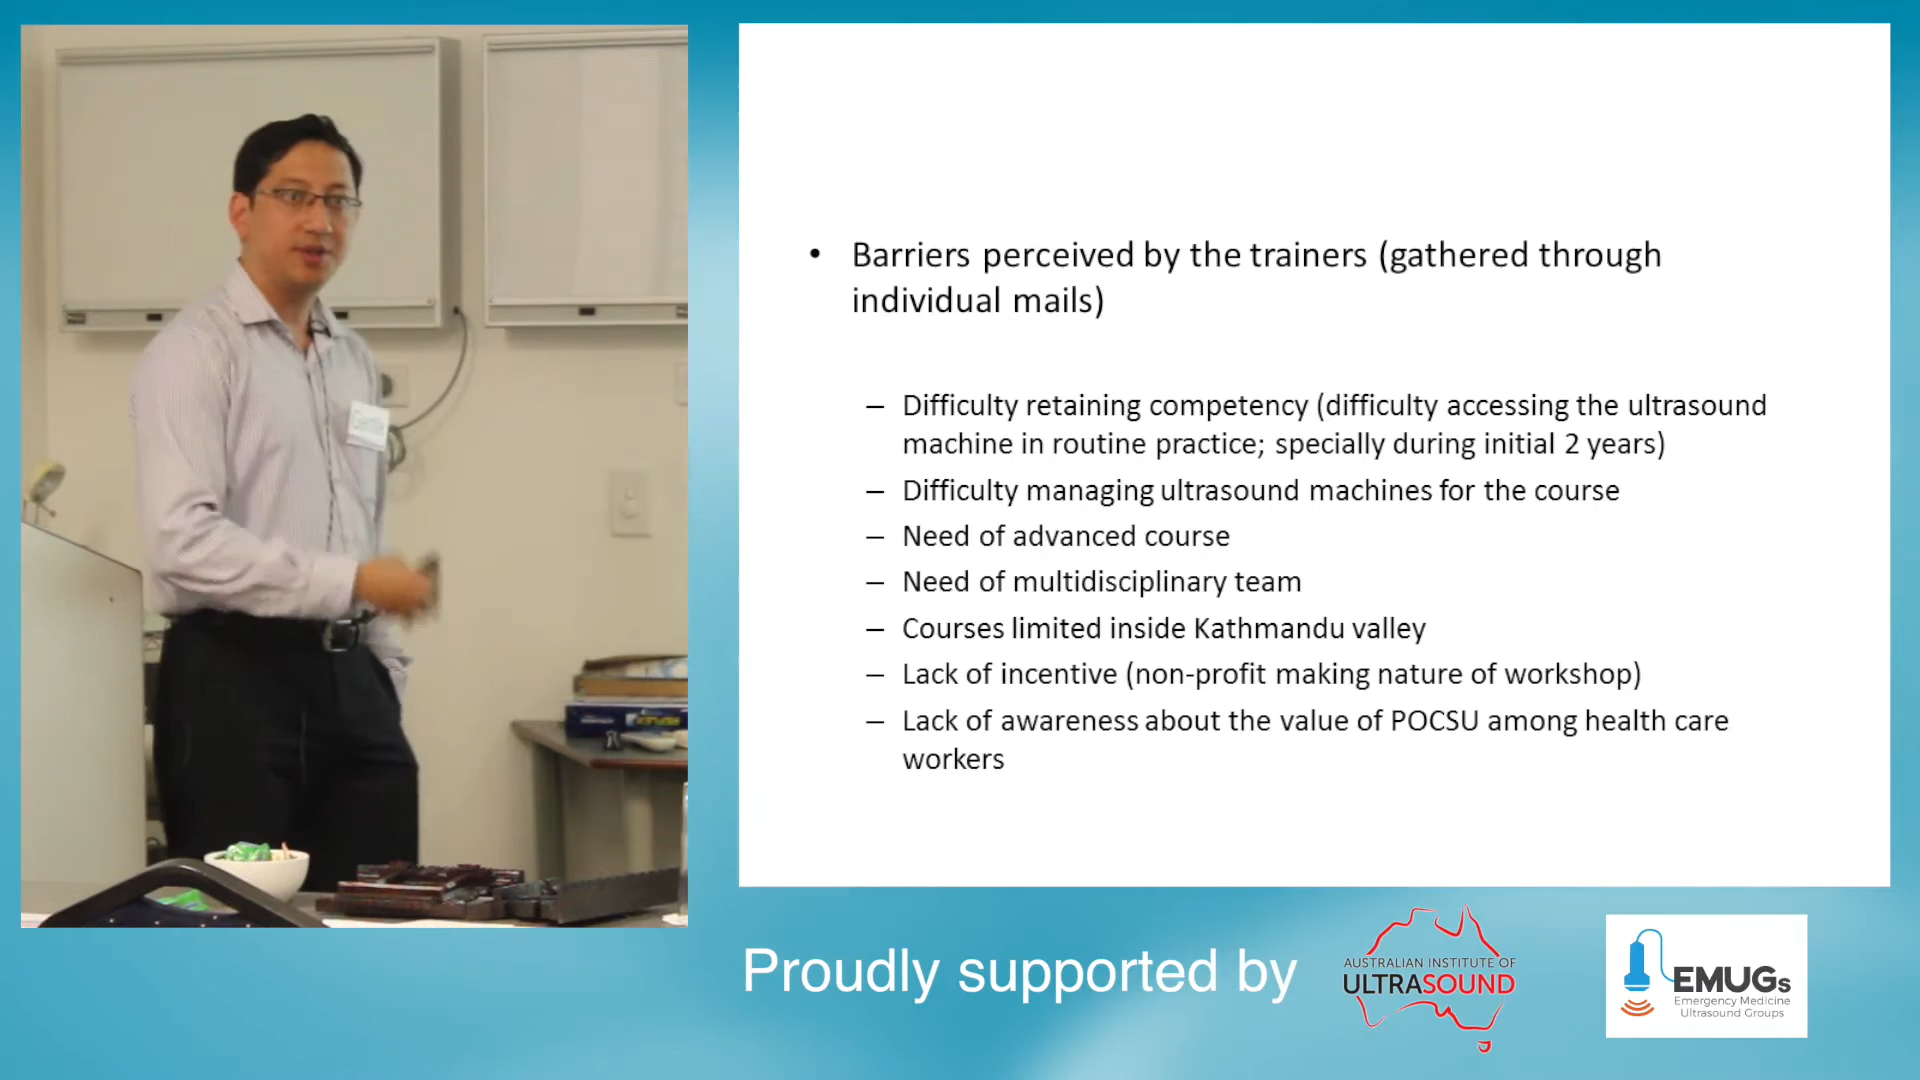 • Barriers perceived by the trainers (gathered through
individual mails)
– Difficulty retaining competency (difficulty accessing the ultrasound
machine in routine practice; specially during initial 2 years)
– Difficulty managing ultrasound machines for the course
– Need of advanced course
– Need of multidisciplinary team
– Courses limited inside Kathmandu valley
– Lack of incentive (non-profit making nature of workshop)
– Lack of awareness about the value of POCSU among health care
workers
Proudly supported by
AUSTRALIAN INSTITUTE OF
ULTRASOUND
EMUGs
Emergency Medicine
Ultrasound Groups